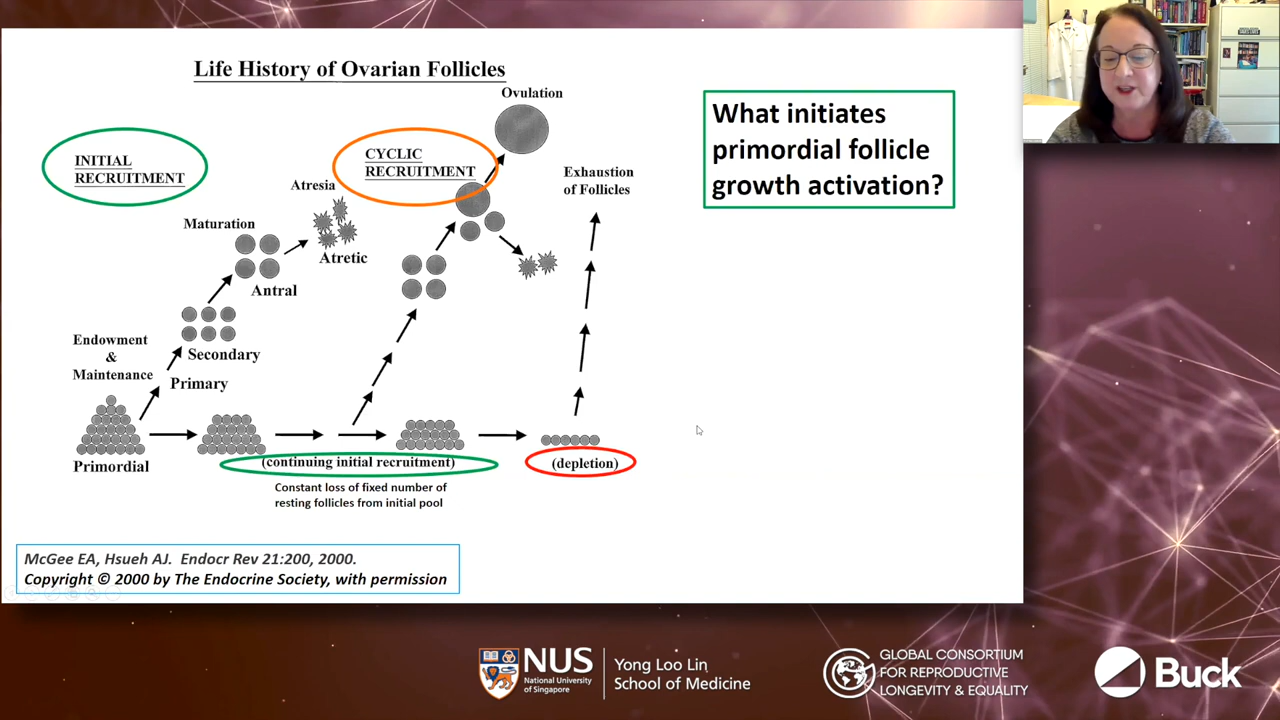 Life History of Ovarian Follicles
Ovulation
INITIAL
RECRUITMENT
CYCLIC
RECRUITMENT
Exhaustion
of Follicles
Atresia
Maturation
Atretic
Antral
Endowment
&
Maintenance
Secondary
Primary
Primordial
(continuing initial recruitment)
(depletion)
Constant loss of fixed number of
resting follicles from initial pool
What initiates
primordial follicle
growth activation?
McGee EA, Hsueh AJ. Endocr Rev 21:200, 2000.
Copyright © 2000 by The Endocrine Society, with permission
NUS
National University
of Singapore
Yong Loo Lin
School of Medicine
GLOBAL CONSORTIUM
FOR REPRODUCTIVE
LONGEVITY & EQUALITY
Buck